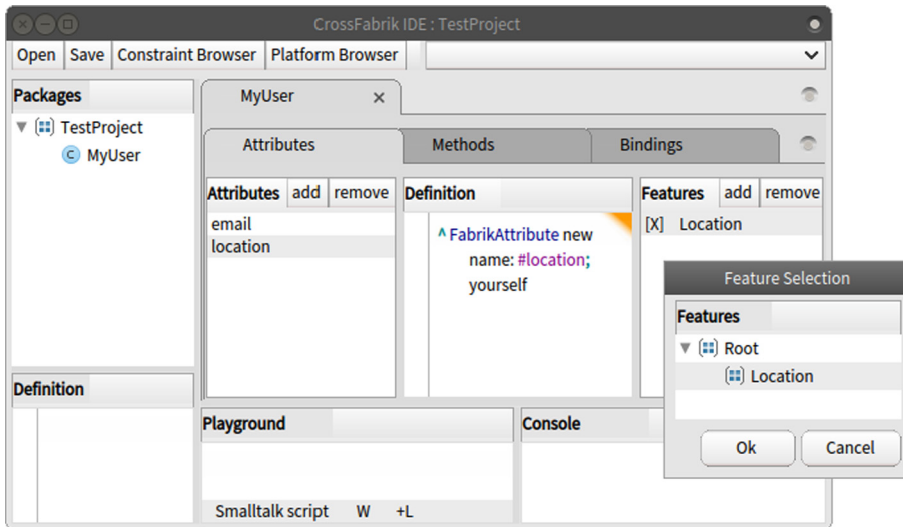 CrossFabrik IDE : TestProject
Open Save Constraint Browser Platform Browser
Packages
TestProject
MyUser
MyUser ×
Attributes Methods Bindings
Attributes add remove
email
location
Definition
^ FabrikAttribute new
name: #location;
yourself
Features add remove
[X] Location
Feature Selection
Features
Root
Location
Ok Cancel
Definition
Playground
Smalltalk script W +L
Console